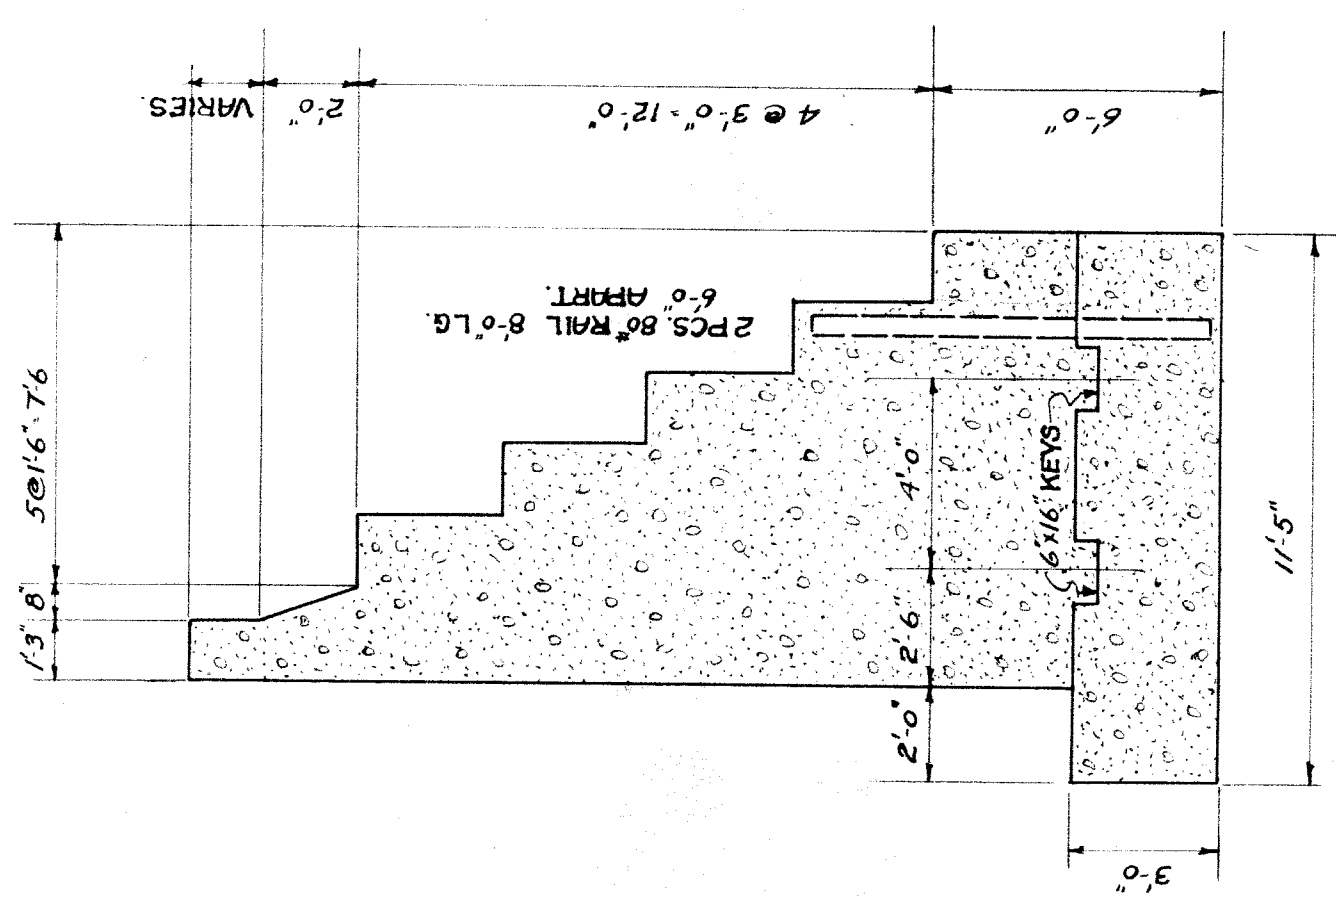 VARIES.
2'-0"
4 @ 3'-0" = 12'-0"
6'-0"
2 PCS. 80# RAIL 8'-0" LG.
6'-0" APART.
5@1'-6"=7'-6
8"
1'-3"
4'-0"
6"X16" KEYS
2'-6"
2'-0"
11'-5"
3'-0"